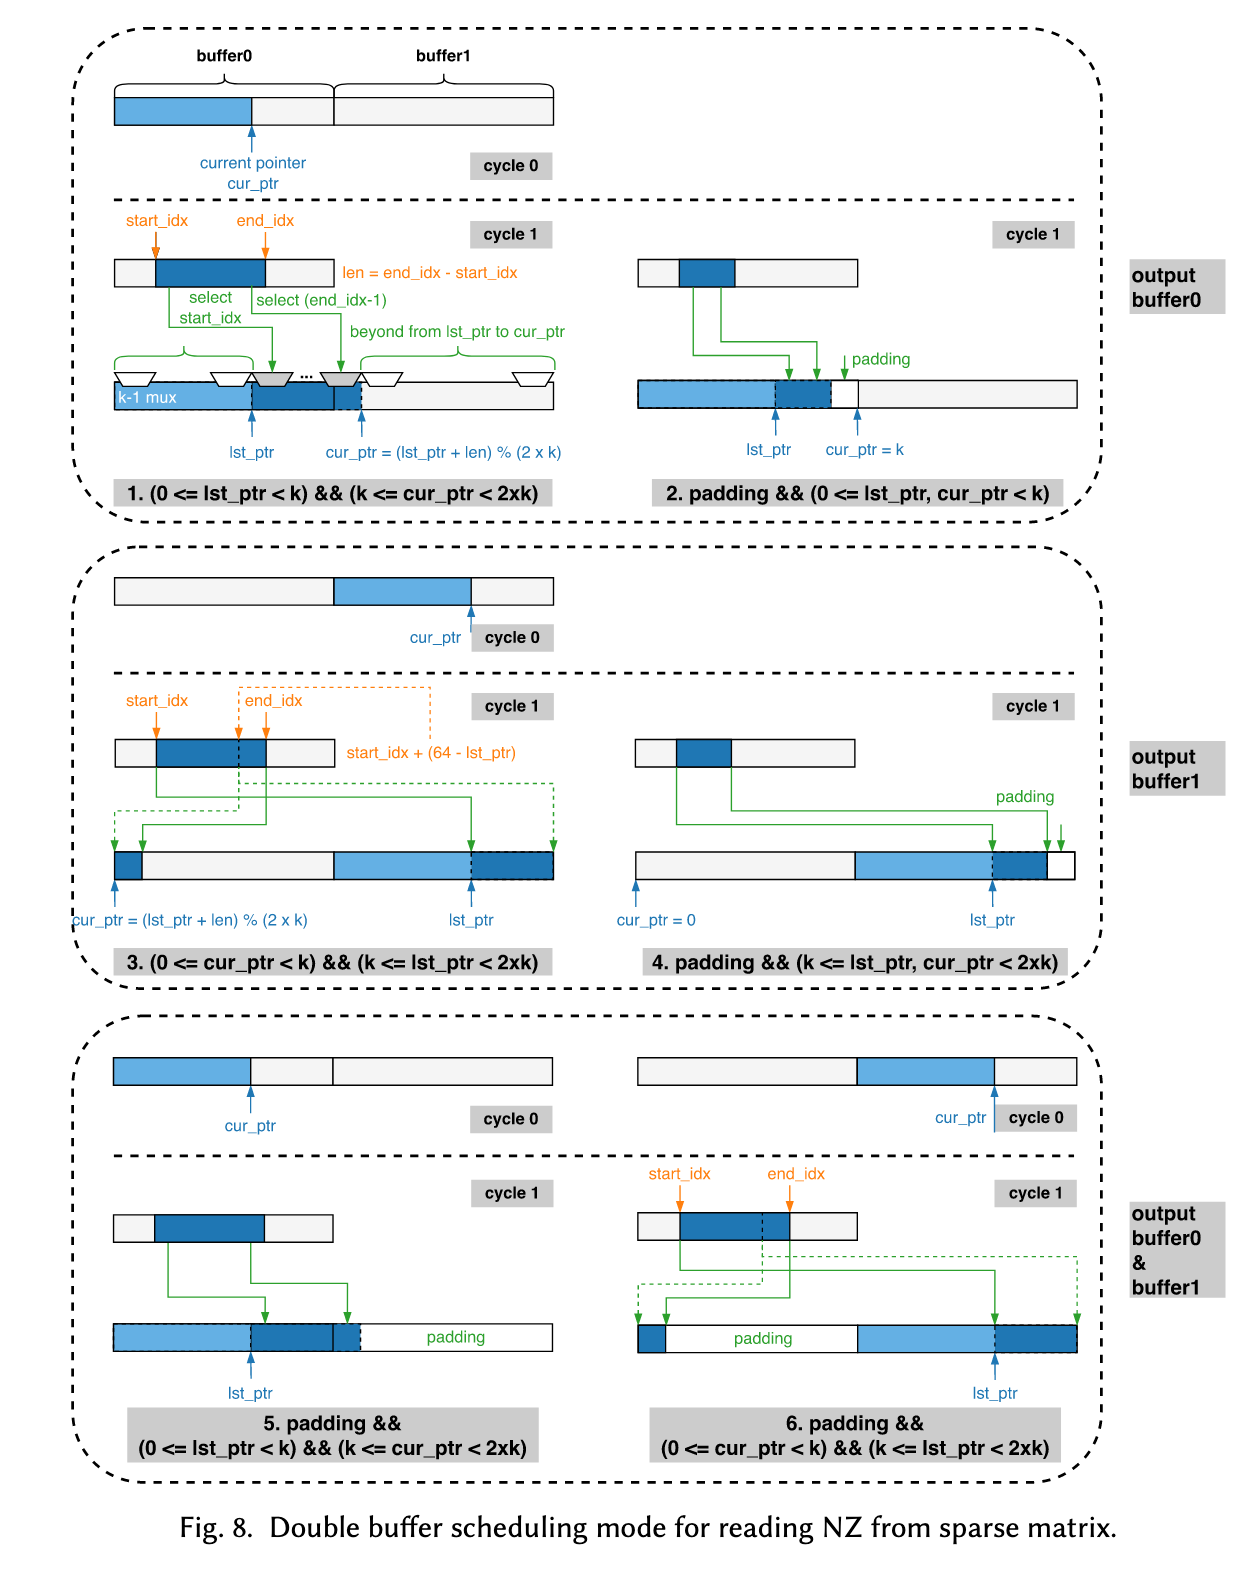 buffer0
buffer1
current pointer
cur_ptr
cycle 0
start_idx
end_idx
cycle 1
len = end_idx - start_idx
select
start_idx
select (end_idx-1)
beyond from lst_ptr to cur_ptr
...
k-1 mux
lst_ptr
cur_ptr = (lst_ptr + len) % (2 x k)
1. (0 <= lst_ptr < k) && (k <= cur_ptr < 2xk)
cycle 1
padding
lst_ptr
cur_ptr = k
2. padding && (0 <= lst_ptr, cur_ptr < k)
output
buffer0
cur_ptr
cycle 0
start_idx
end_idx
cycle 1
start_idx + (64 - lst_ptr)
cur_ptr = (lst_ptr + len) % (2 x k)
lst_ptr
3. (0 <= cur_ptr < k) && (k <= lst_ptr < 2xk)
cycle 1
padding
cur_ptr = 0
lst_ptr
4. padding && (k <= lst_ptr, cur_ptr < 2xk)
output
buffer1
cur_ptr
cycle 0
cycle 1
padding
lst_ptr
5. padding &&
(0 <= lst_ptr < k) && (k <= cur_ptr < 2xk)
cur_ptr
cycle 0
start_idx
end_idx
cycle 1
padding
lst_ptr
6. padding &&
(0 <= cur_ptr < k) && (k <= lst_ptr < 2xk)
output
buffer0
&
buffer1
Fig. 8. Double buffer scheduling mode for reading NZ from sparse matrix.